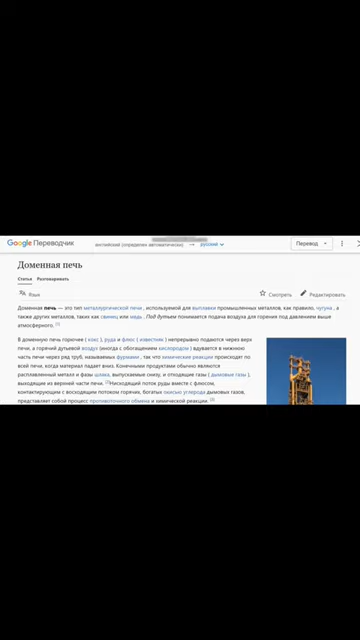 Google Переводчик
английский (определен автоматически) → русский
Перевод
Доменная печь
Статья Разговаривать
Язык
Смотреть
Редактировать
Доменная печь — это тип металлургической печи , используемой для выплавки промышленных металлов, как правило, чугуна , а
также других металлов, таких как свинец или медь . Под дутьем понимается подача воздуха для горения под давлением выше
атмосферного. [1]
В доменную печь горючее ( кокс ), руда и флюс ( известняк ) непрерывно подаются через верх
печи, а горячий дутьевой воздух (иногда с обогащением кислородом ) вдувается в нижнюю
часть печи через ряд труб, называемых фурмами , так что химические реакции происходят по
всей печи, когда материал падает вниз. Конечными продуктами обычно являются
расплавленный металл и фазы шлака, выпускаемые снизу, и отходящие газы ( дымовые газы ),
выходящие из верхней части печи. [2] Нисходящий поток руды вместе с флюсом,
контактирующим с восходящим потоком горячих, богатых окисью углерода дымовых газов,
представляет собой процесс противоточного обмена и химической реакции. [3]